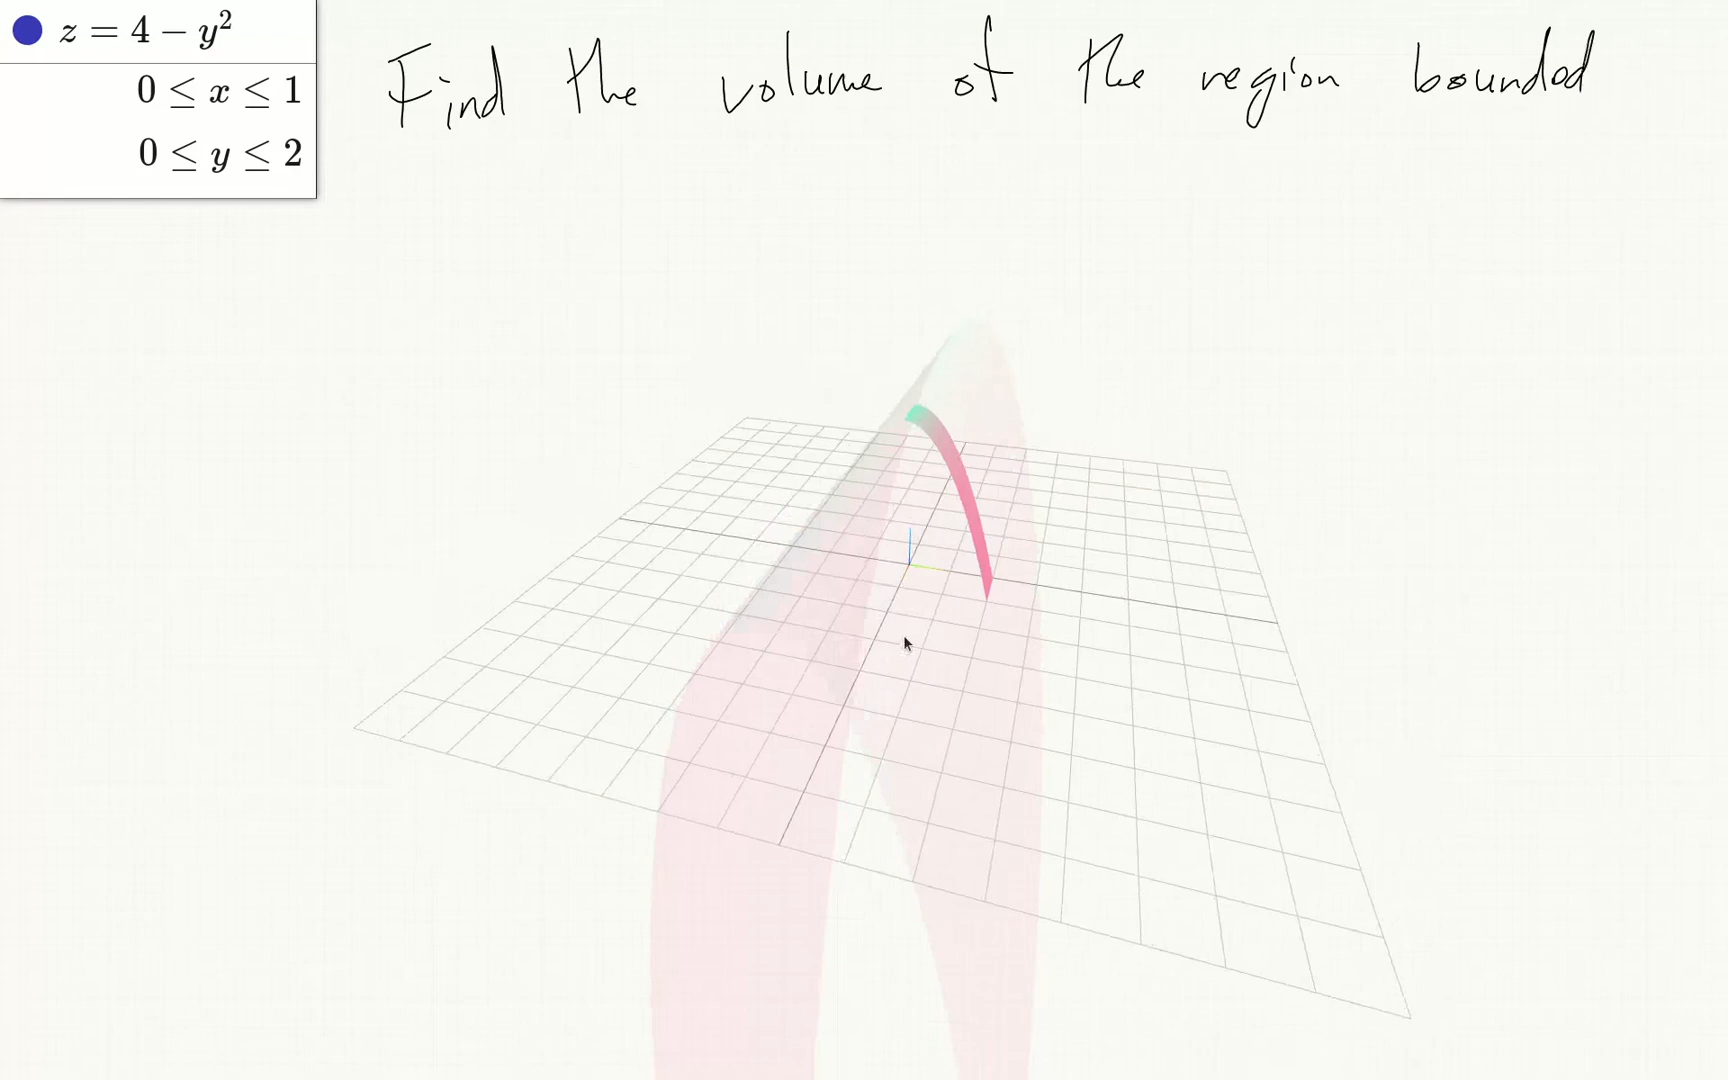 z = 4 − y²
0 ≤ x ≤ 1
0 ≤ y ≤ 2
Find the volume of the region bounded